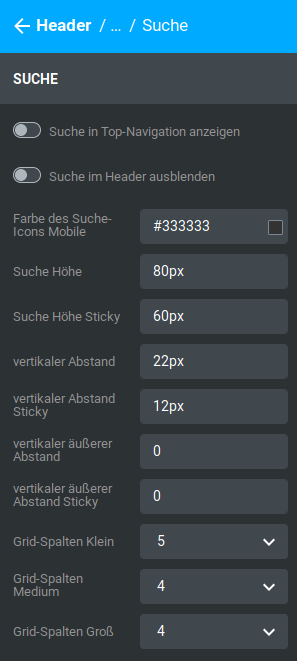 Header / ... / Suche
SUCHE
Suche in Top-Navigation anzeigen
Suche im Header ausblenden
Farbe des Suche-
Icons Mobile
#333333
Suche Höhe
80px
Suche Höhe Sticky
60px
vertikaler Abstand
22px
vertikaler Abstand
Sticky
12px
vertikaler äußerer
Abstand
0
vertikaler äußerer
Abstand Sticky
0
Grid-Spalten Klein
5
Grid-Spalten
Medium
4
Grid-Spalten Groß
4